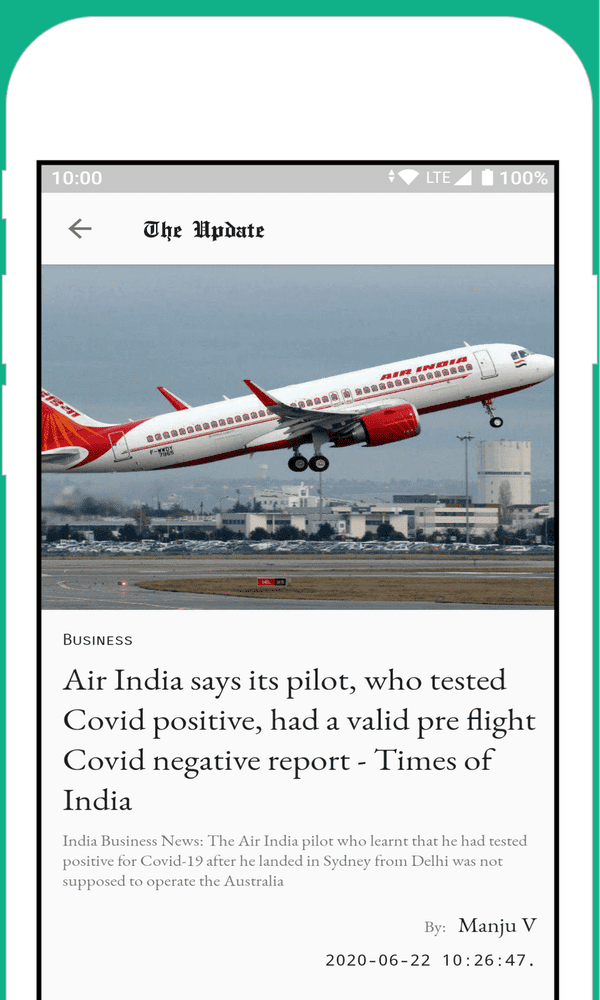 10:00 LTE 100%
The Update
AIR INDIA
F-WWDI
7985
BUSINESS
Air India says its pilot, who tested
Covid positive, had a valid pre flight
Covid negative report - Times of
India
India Business News: The Air India pilot who learnt that he had tested
positive for Covid-19 after he landed in Sydney from Delhi was not
supposed to operate the Australia
By: Manju V
2020-06-22 10:26:47.